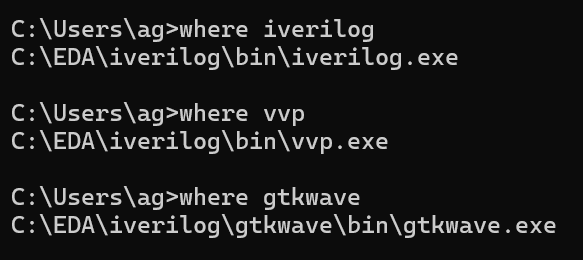 C:\Users\ag>where iverilog
C:\EDA\iverilog\bin\iverilog.exe
C:\Users\ag>where vvp
C:\EDA\iverilog\bin\vvp.exe
C:\Users\ag>where gtkwave
C:\EDA\iverilog\gtkwave\bin\gtkwave.exe